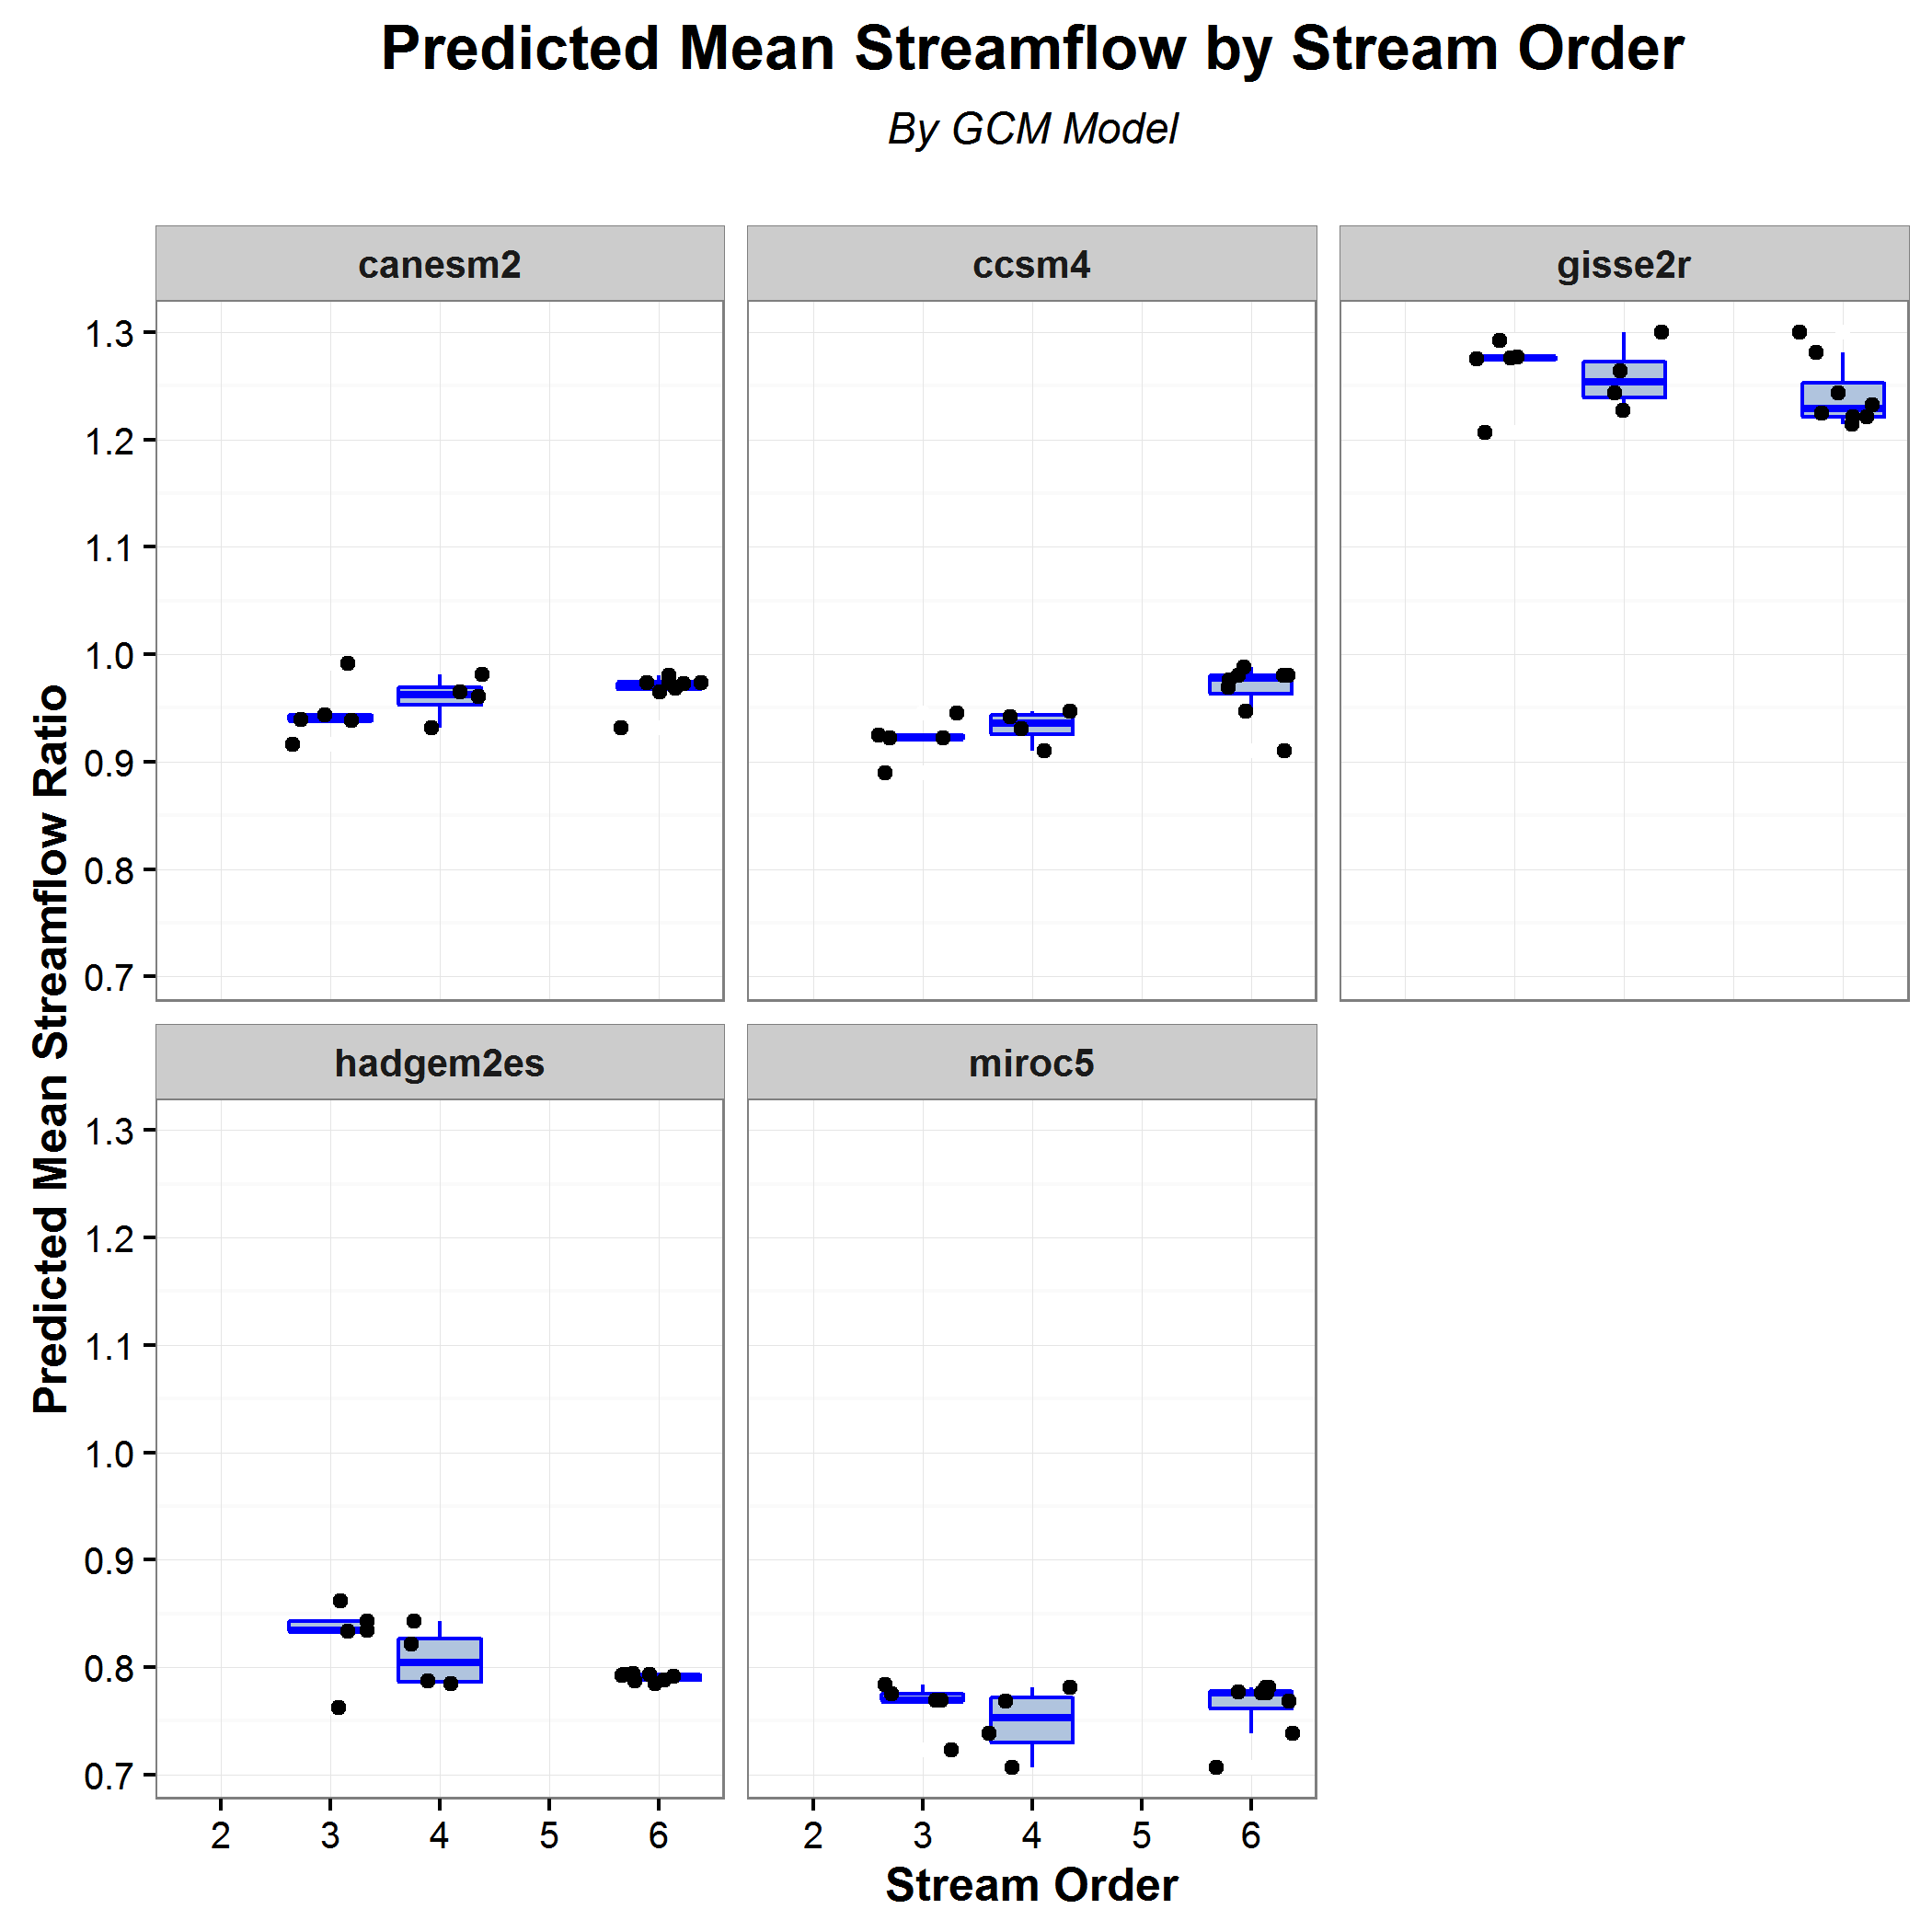 Predicted Mean Streamflow by Stream Order
By GCM Model
canesm2
ccsm4
gisse2r
1.3
1.2
1.1
1.0
0.9
0.8
0.7
Predicted Mean Streamflow Ratio
hadgem2es
miroc5
1.3
1.2
1.1
1.0
0.9
0.8
0.7
2 3 4 5 6
2 3 4 5 6
Stream Order